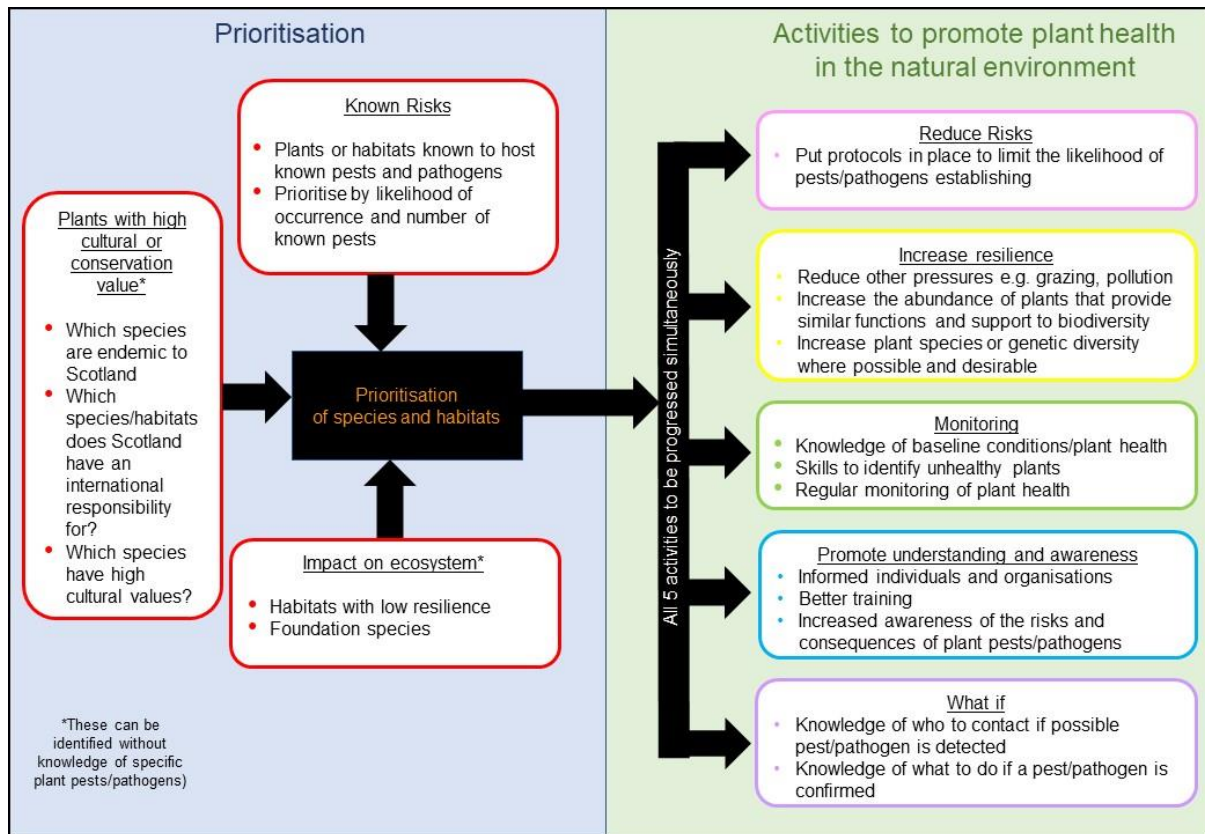 Prioritisation
Known Risks
• Plants or habitats known to host
known pests and pathogens
• Prioritise by likelihood of
occurrence and number of
known pests
Plants with high
cultural or
conservation
value*
• Which species
are endemic to
Scotland
• Which
species/habitats
does Scotland
have an
international
responsibility
for?
• Which species
have high
cultural values?
Prioritisation
of species and habitats
Impact on ecosystem*
• Habitats with low resilience
• Foundation species
*These can be
identified without
knowledge of specific
plant pests/pathogens)
All 5 activities to be progressed simultaneously
Activities to promote plant health
in the natural environment
Reduce Risks
• Put protocols in place to limit the likelihood of
pests/pathogens establishing
Increase resilience
• Reduce other pressures e.g. grazing, pollution
• Increase the abundance of plants that provide
similar functions and support to biodiversity
• Increase plant species or genetic diversity
where possible and desirable
Monitoring
• Knowledge of baseline conditions/plant health
• Skills to identify unhealthy plants
• Regular monitoring of plant health
Promote understanding and awareness
• Informed individuals and organisations
• Better training
• Increased awareness of the risks and
consequences of plant pests/pathogens
What if
• Knowledge of who to contact if possible
pest/pathogen is detected
• Knowledge of what to do if a pest/pathogen is
confirmed